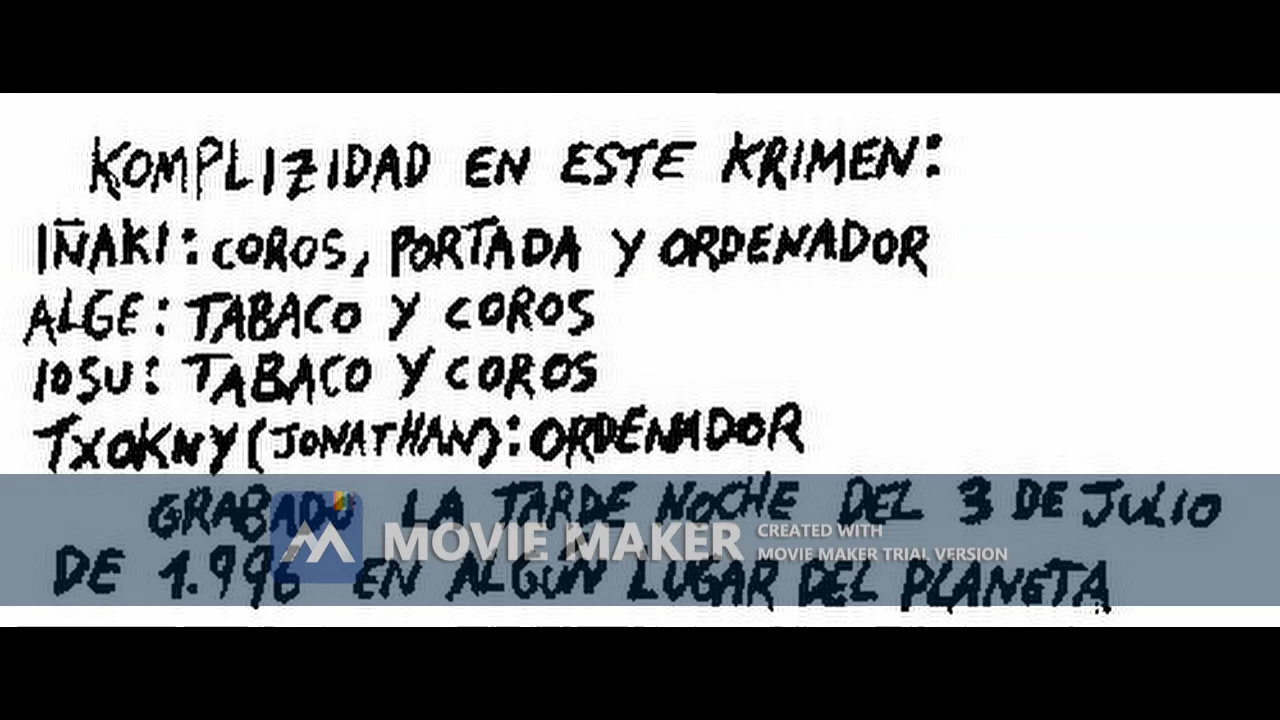 KOMPLIZIDAD EN ESTE KRIMEN:
IÑAKI: COROS, PORTADA Y ORDENADOR
ALGE: TABACO Y COROS
IOSU: TABACO Y COROS
TXOKNY (JONATHAN): ORDENADOR
GRABADO LA TARDE NOCHE DEL 3 DE JULIO
DE 1.996 EN ALGUN LUGAR DEL PLANETA
MOVIE MAKER
CREATED WITH
MOVIE MAKER TRIAL VERSION